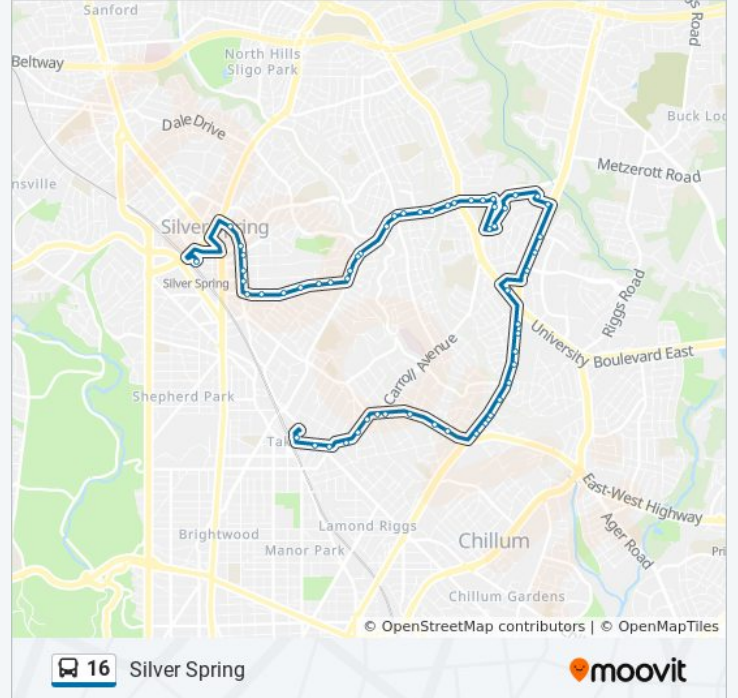 Sanford
s Road
North Hills
Sligo Park
Beltway
Buck Loc
Dale Drive
Metzerott Road
nsville
Silver Spring
Silver Spring
Riggs Road
University
Boulevard East
Carroll Avenue
Shepherd Park
Tak
East-West Highway
Lamond Riggs
Ager Road
Brightwood
Manor Park
Chillum
Pri
Chillum Gardens
© OpenStreetMap contributors | © OpenMapTiles
16 Silver Spring
moovit